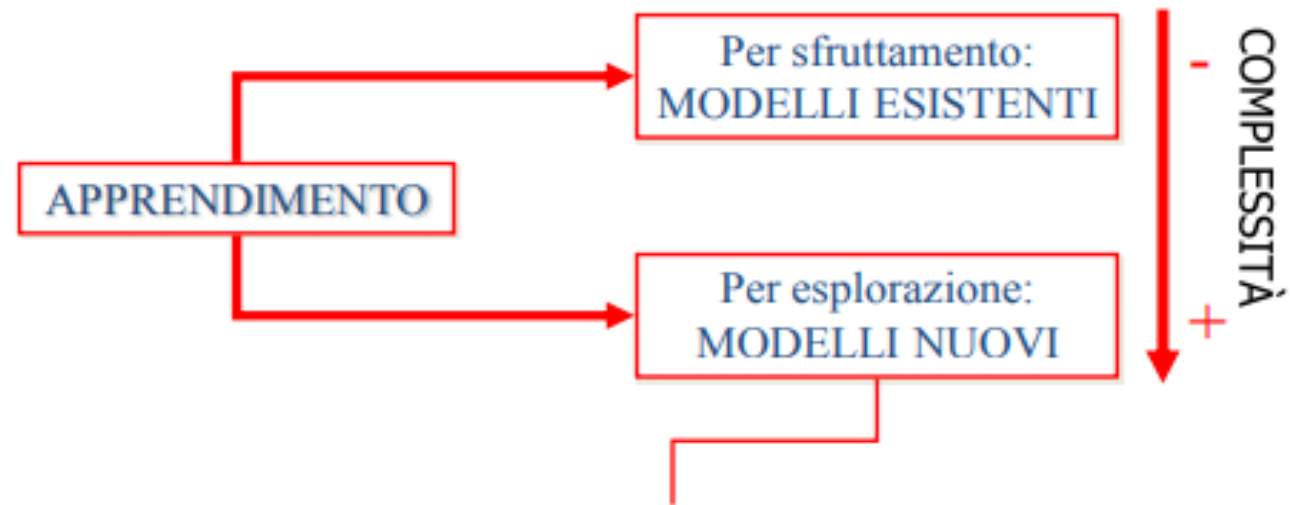 Per sfruttamento:
MODELLI ESISTENTI
APPRENDIMENTO
Per esplorazione:
MODELLI NUOVI
-
COMPLESSITÀ
+